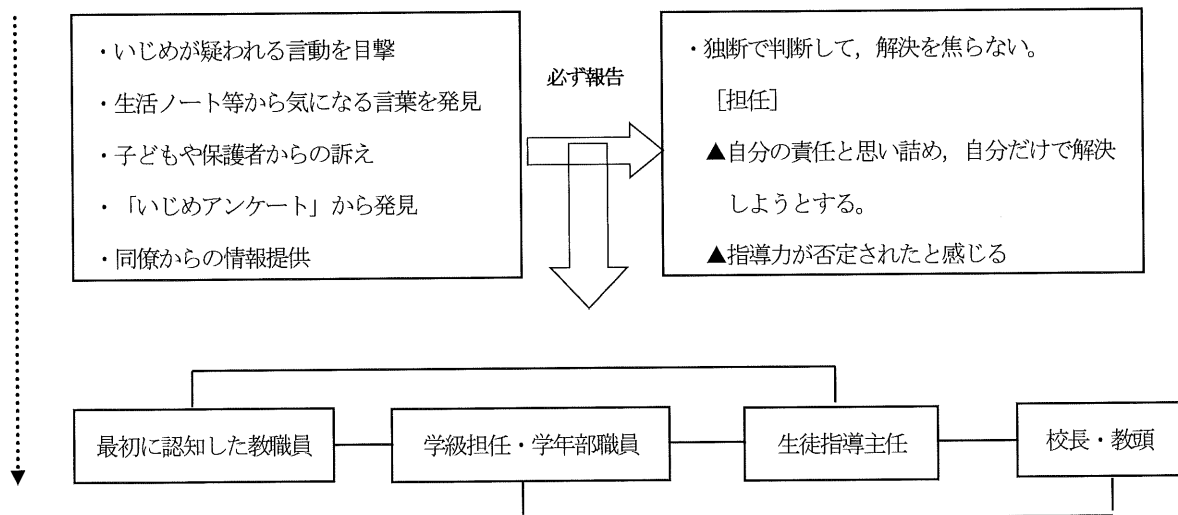 ・いじめが疑われる言動を目撃
・生活ノート等から気になる言葉を発見
・子どもや保護者からの訴え
・「いじめアンケート」から発見
・同僚からの情報提供
必ず報告
・独断で判断して，解決を焦らない。
［担任］
▲自分の責任と思い詰め，自分だけで解決
しようとする。
▲指導力が否定されたと感じる
最初に認知した教職員
学級担任・学年部職員
生徒指導主任
校長・教頭